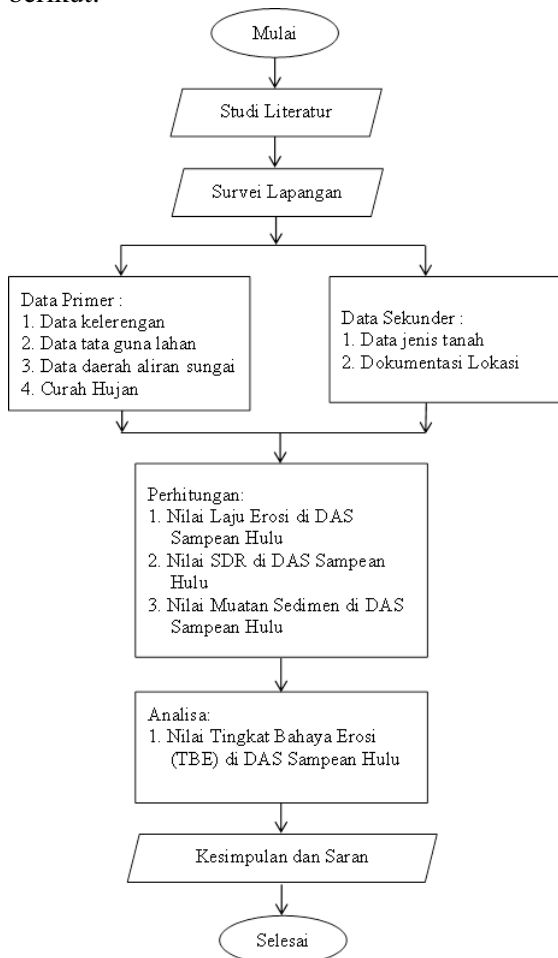 berikut:
Mulai
Studi Literatur
Survei Lapangan
Data Primer :
1. Data kelerengan
2. Data tata guna lahan
3. Data daerah aliran sungai
4. Curah Hujan
Data Sekunder :
1. Data jenis tanah
2. Dokumentasi Lokasi
Perhitungan:
1. Nilai Laju Erosi di DAS
Sampean Hulu
2. Nilai SDR di DAS Sampean
Hulu
3. Nilai Muatan Sedimen di DAS
Sampean Hulu
Analisa:
1. Nilai Tingkat Bahaya Erosi
(TBE) di DAS Sampean Hulu
Kesimpulan dan Saran
Selesai